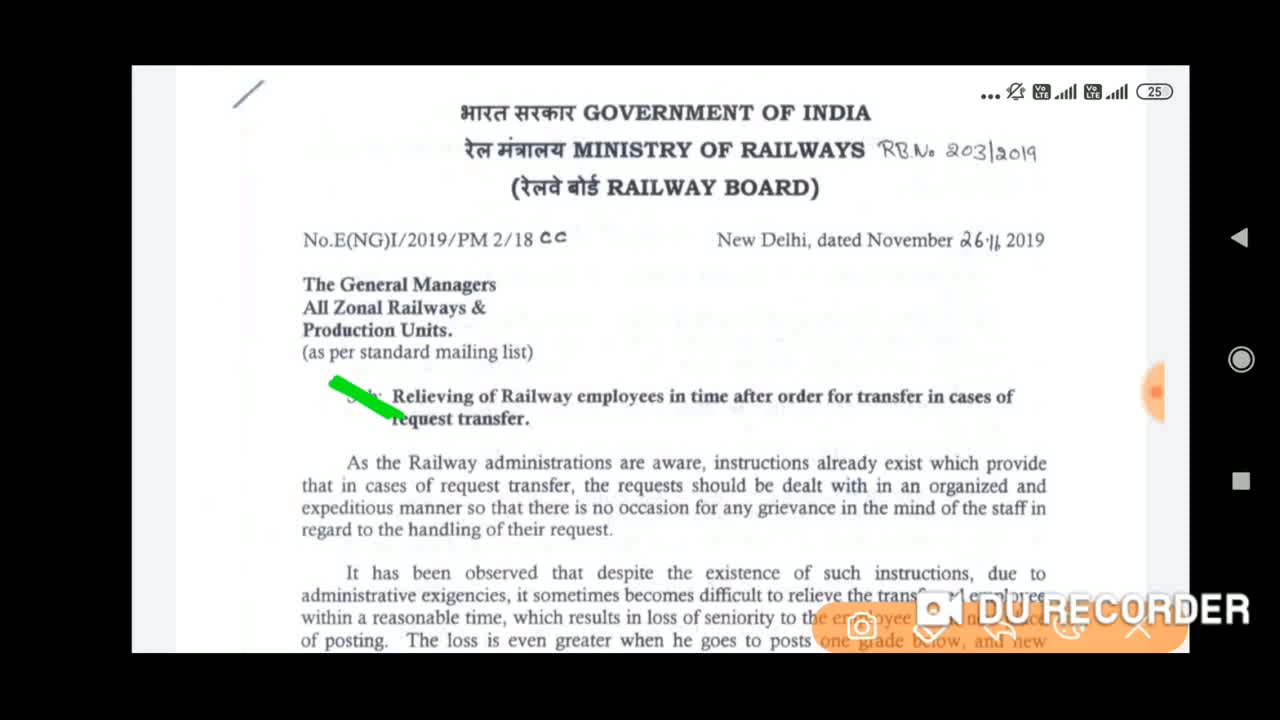 25
भारत सरकार GOVERNMENT OF INDIA
रेल मंत्रालय MINISTRY OF RAILWAYS RB.No 203/2019
(रेलवे बोर्ड RAILWAY BOARD)
No.E(NG)I/2019/PM 2/18 CC New Delhi, dated November 26.11 2019
The General Managers
All Zonal Railways &
Production Units.
(as per standard mailing list)
Relieving of Railway employees in time after order for transfer in cases of
request transfer.
As the Railway administrations are aware, instructions already exist which provide
that in cases of request transfer, the requests should be dealt with in an organized and
expeditious manner so that there is no occasion for any grievance in the mind of the staff in
regard to the handling of their request.
It has been observed that despite the existence of such instructions, due to
administrative exigencies, it sometimes becomes difficult to relieve the employee
within a reasonable time, which results in loss of seniority to the employee
of posting. The loss is even greater when he goes to posts one grade below, and new
DU RECORDER